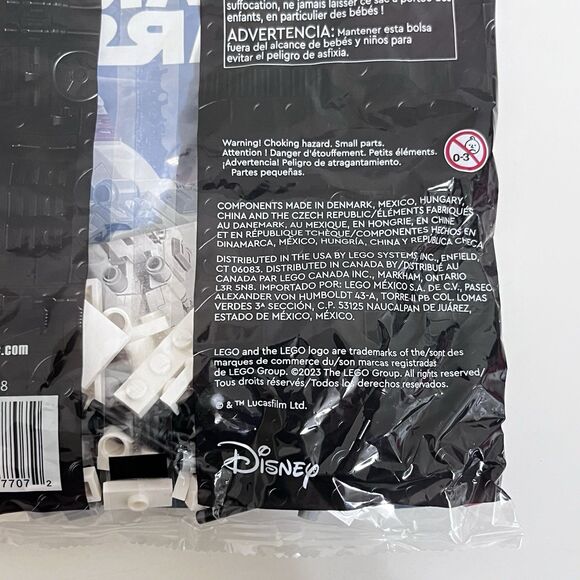 suffocation, ne jamais laisser ce sac à portée des
enfants, en particulier des bébés !
ADVERTENCIA: Mantener esta bolsa
fuera del alcance de bebés y niños para
evitar el peligro de asfixia.
Warning! Choking hazard. Small parts.
Attention ! Danger d'étouffement. Petits éléments.
¡Advertencia! Peligro de atragantamiento.
Partes pequeñas.
0-3
COMPONENTS MADE IN DENMARK, MEXICO, HUNGARY,
CHINA AND THE CZECH REPUBLIC/ÉLÉMENTS FABRIQUÉS
AU DANEMARK, AU MEXIQUE, EN HONGRIE, EN CHINE
ET EN RÉPUBLIQUE TCHÈQUE/COMPONENTES HECHOS EN
DINAMARCA, MÉXICO, HUNGRÍA, CHINA Y REPÚBLICA CHECA
DISTRIBUTED IN THE USA BY LEGO SYSTEMS, INC., ENFIELD,
CT 06083. DISTRIBUTED IN CANADA BY/DISTRIBUÉ AU
CANADA PAR LEGO CANADA INC., MARKHAM, ONTARIO
L3R 5N8. IMPORTADO POR: LEGO MÉXICO S.A. DE C.V., PASEO
ALEXANDER VON HUMBOLDT 43-A, TORRE II PB COL. LOMAS
VERDES 3ª SECCIÓN, C.P. 53125 NAUCALPAN DE JUÁREZ,
ESTADO DE MÉXICO, MÉXICO.
LEGO and the LEGO logo are trademarks of the/sont des
marques de commerce du/son marcas registradas
de LEGO Group. ©2023 The LEGO Group. All rights reserved/
Tous droits réservés/Todos los derechos reservados.
© & ™ Lucasfilm Ltd.
Disney
.com
8
7707 2